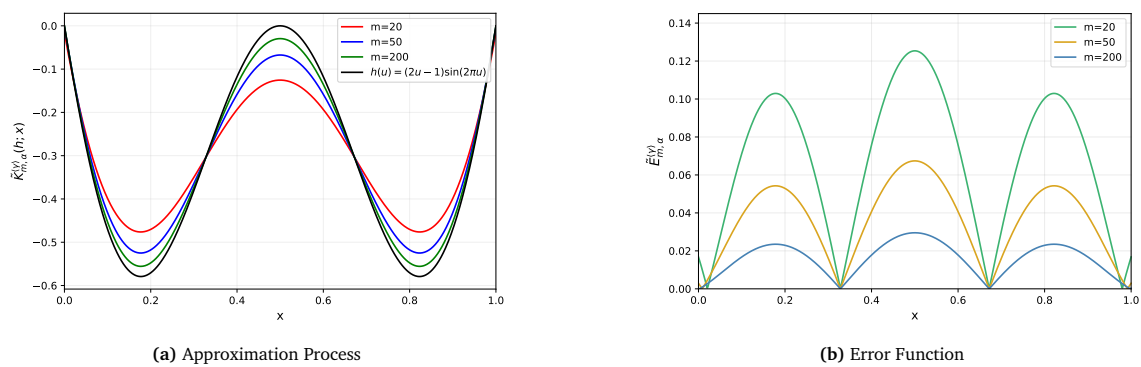 0.0
−0.1
−0.2
−0.3
−0.4
−0.5
−0.6
0.0
0.2
0.4
0.6
0.8
1.0
x
K̃^{(γ)}_{m,α}(h; x)
m=20
m=50
m=200
h(u) = (2u − 1)sin(2πu)
(a) Approximation Process
0.14
0.12
0.10
0.08
0.06
0.04
0.02
0.00
0.0
0.2
0.4
0.6
0.8
1.0
x
Ẽ^{(γ)}_{m,α}
m=20
m=50
m=200
(b) Error Function